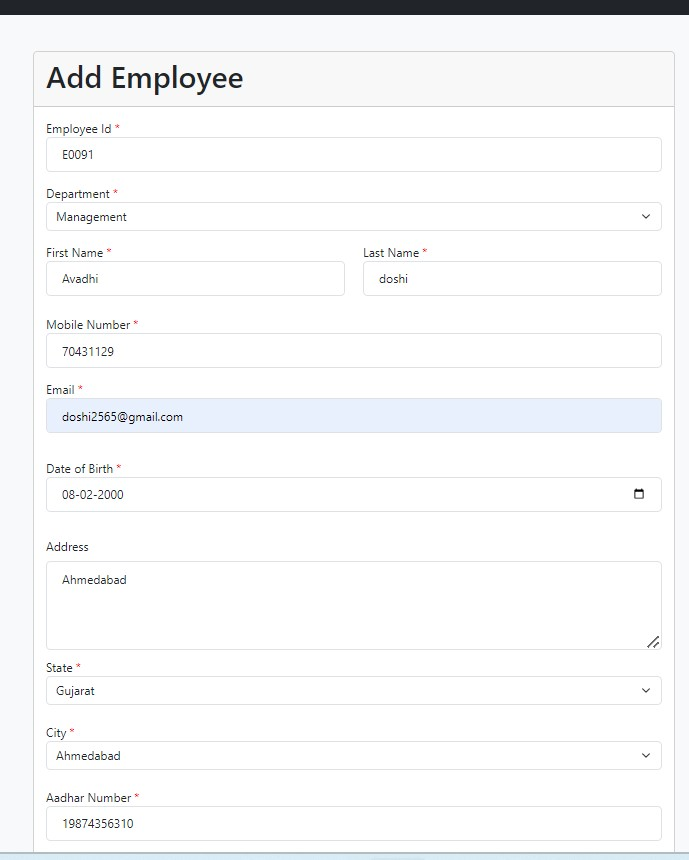 Add Employee
Employee Id *
E0091
Department *
Management
First Name * Last Name *
Avadhi doshi
Mobile Number *
70431129
Email *
doshi2565@gmail.com
Date of Birth *
08-02-2000
Address
Ahmedabad
State *
Gujarat
City *
Ahmedabad
Aadhar Number *
19874356310